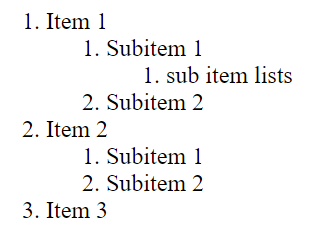 1. Item 1
1. Subitem 1
1. sub item lists
2. Subitem 2
2. Item 2
1. Subitem 1
2. Subitem 2
3. Item 3